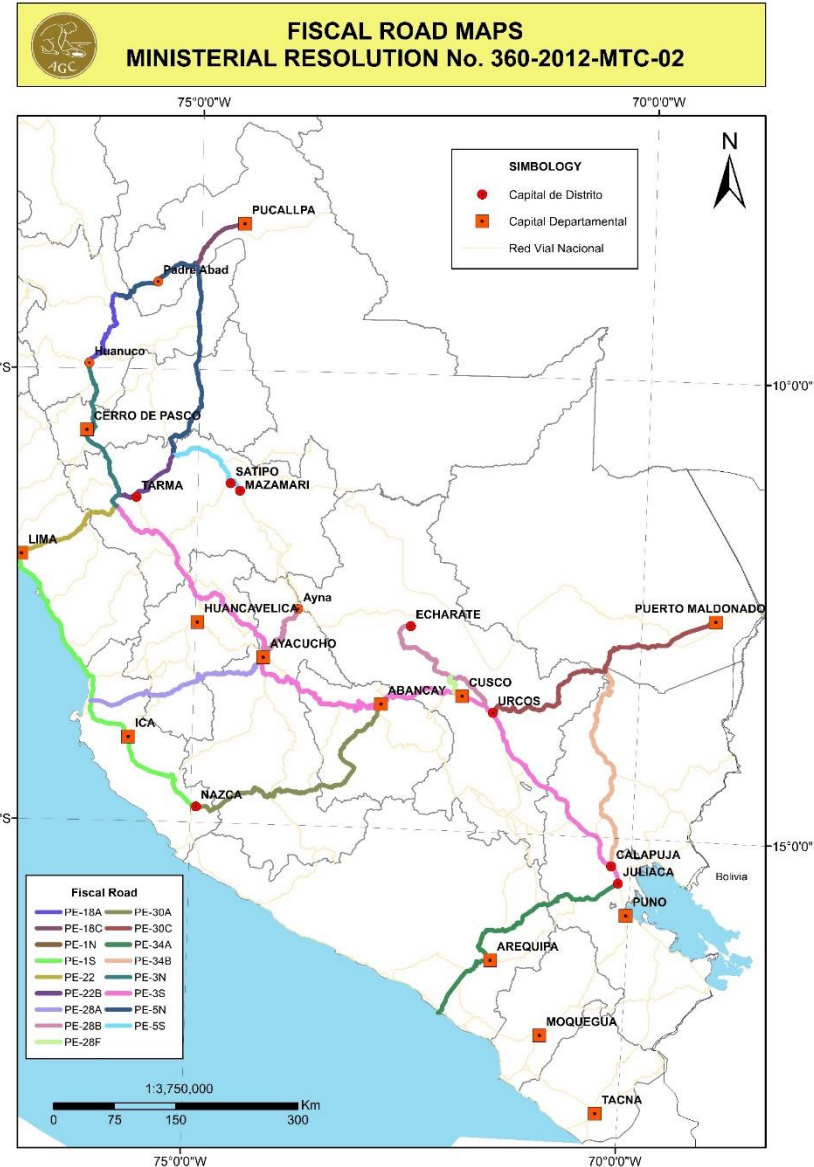 AGC
FISCAL ROAD MAPS
MINISTERIAL RESOLUTION No. 360-2012-MTC-02
75°0'0"W
70°0'0"W
N
SIMBOLOGY
Capital de Distrito
Capital Departamental
Red Vial Nacional
PUCALLPA
Padre Abad
Huanuco
°S
10°0'0"
CERRO DE PASCO
SATIPO
MAZAMARI
TARMA
LIMA
HUANCAVELICA
Ayna
ECHARATE
PUERTO MALDONADO
AYACUCHO
ABANCAY
CUSCO
URCOS
ICA
NAZCA
°S
15°0'0"
CALAPUJA
JULIACA
Bolivia
PUNO
AREQUIPA
MOQUEGUA
TACNA
Fiscal Road
PE-18A PE-30A
PE-18C PE-30C
PE-1N PE-34A
PE-1S PE-34B
PE-22 PE-3N
PE-22B PE-3S
PE-28A PE-5N
PE-28B PE-5S
PE-28F
1:3,750,000
Km
0 75 150 300
75°0'0"W
70°0'0"W